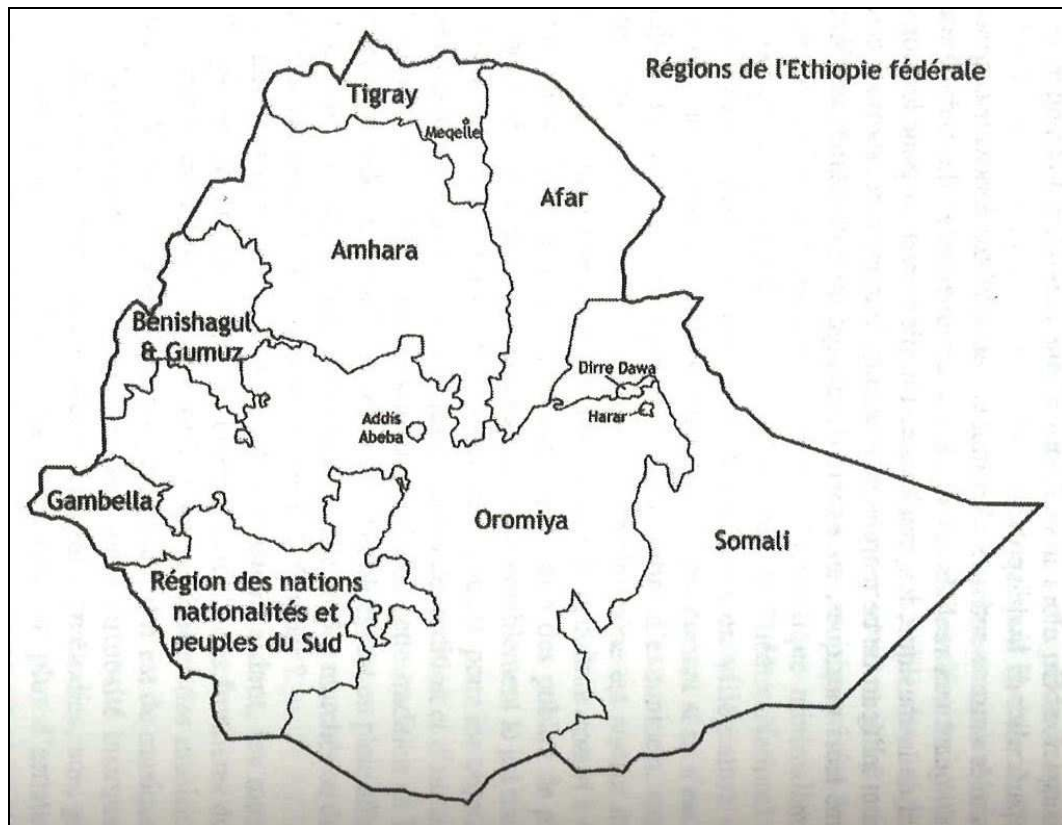 Régions de l'Ethiopie fédérale
Tigray
Meqelle
Afar
Amhara
Bénishagul
& Gumuz
Dirre Dawa
Harar
Addis
Abeba
Gambella
Oromiya
Somali
Région des nations
nationalités et
peuples du Sud